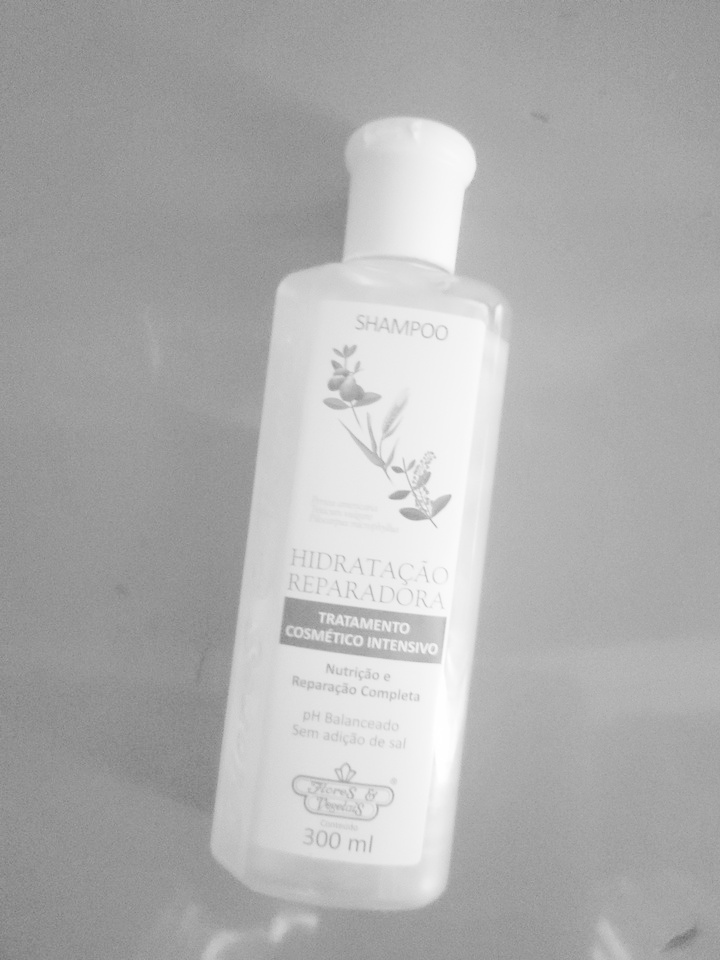 SHAMPOO
HIDRATAÇÃO
REPARADORA
TRATAMENTO
COSMÉTICO INTENSIVO
Nutrição e
Reparação Completa
pH Balanceado
Sem adição de sal
Flores &
Vegetais
®
Conteúdo
300 ml